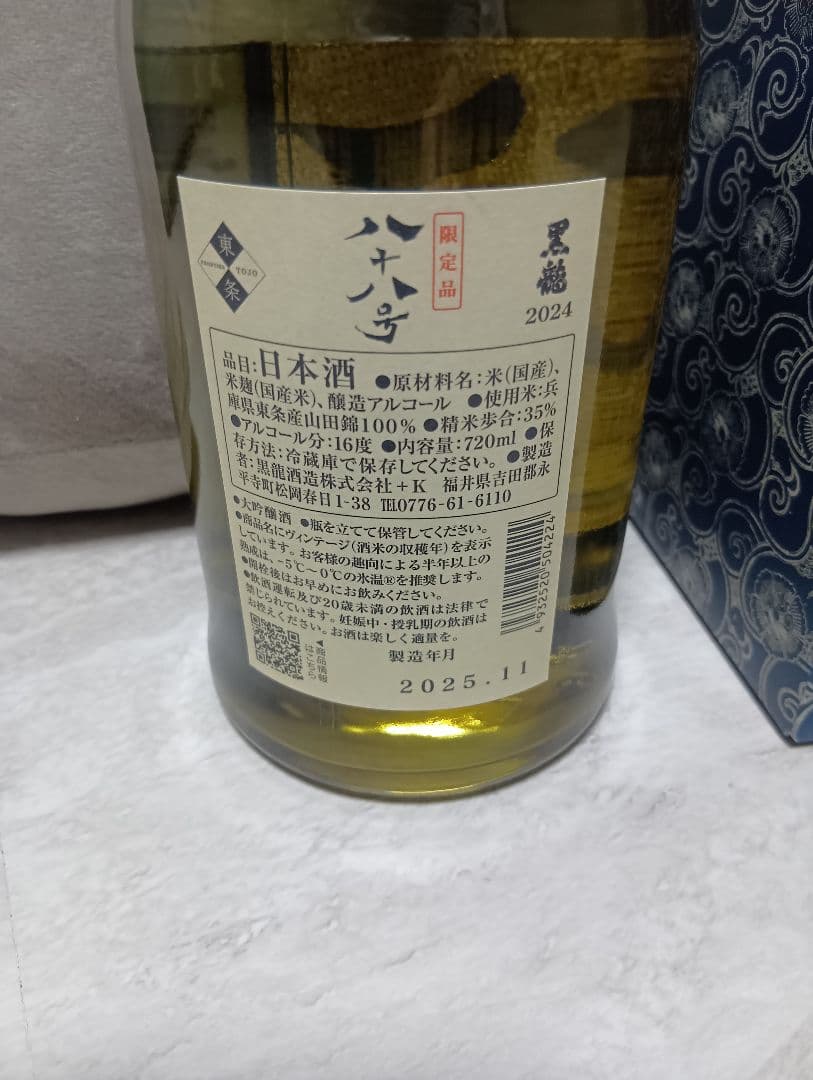 黒龍
2024
限定品
八十八号
東条
TOJO
品目:日本酒 ●原材料名:米(国産)、
米麹(国産米)、醸造アルコール ●使用米:兵
庫県東条産山田錦100% ●精米歩合:35%
●アルコール分:16度 ●内容量:720ml ●保
存方法:冷蔵庫で保存してください。 ●製造
者:黒龍酒造株式会社+K 福井県吉田郡永
平寺町松岡春日1-38 TEL0776-61-6110
●大吟醸酒 ●瓶を立てて保管してください。
●商品名にヴィンテージ(酒米の収穫年)を表示
しています。お客様の趣向による半年以上の
熟成は、-5℃〜0℃の氷温®を推奨します。
●開栓後はお早めにお飲みください。
●飲酒運転及び20歳未満の飲酒は法律で
禁じられています。妊娠中・授乳期の飲酒は
お控えください。お酒は楽しく適量を。
◀商品情報
はこちら
製造年月
2025.11
4 932520 504224